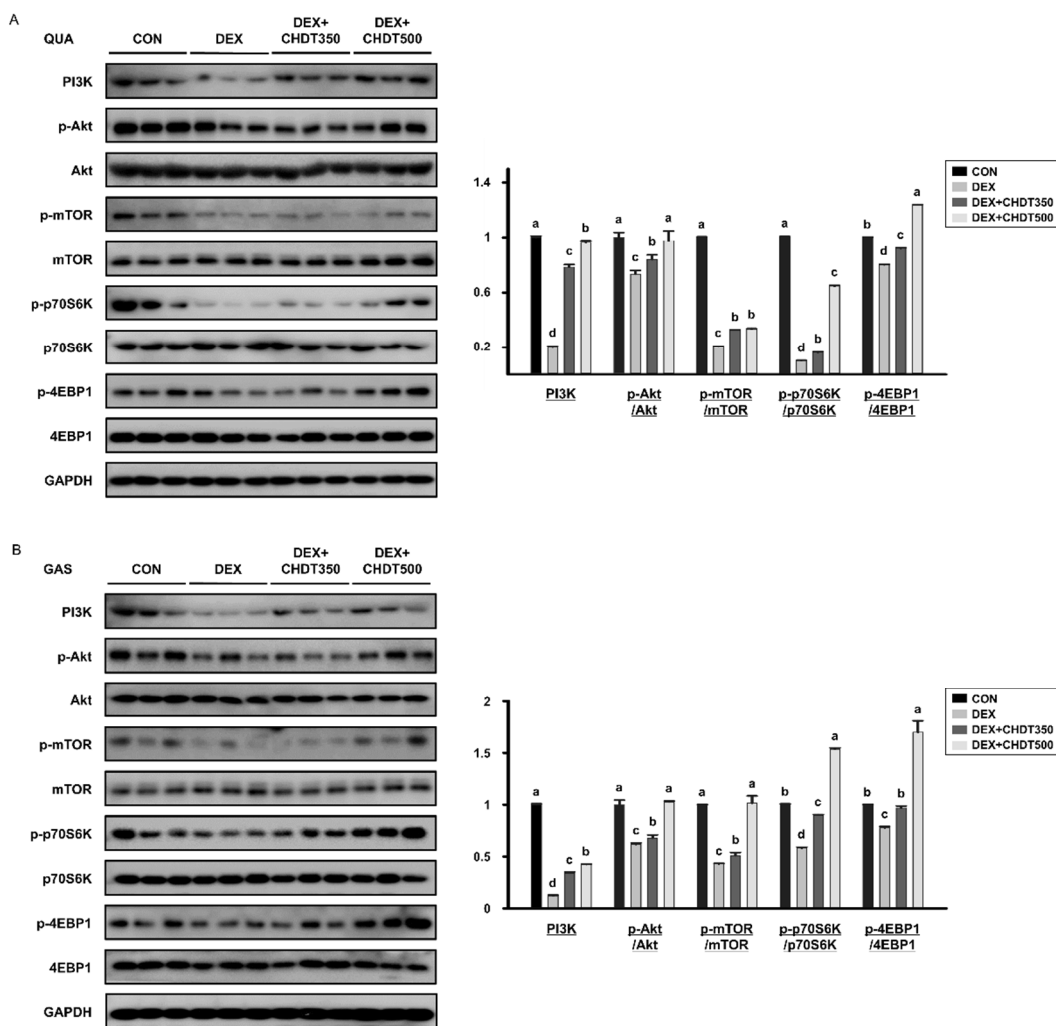 A
QUA
CON
DEX
DEX+
CHDT350
DEX+
CHDT500
PI3K
p-Akt
Akt
p-mTOR
mTOR
p-p70S6K
p70S6K
p-4EBP1
4EBP1
GAPDH
1.4
1
0.6
0.2
a
d
c
b
a
c
b
a
a
c
b
b
a
d
b
c
b
d
c
a
PI3K
p-Akt
/Akt
p-mTOR
/mTOR
p-p70S6K
/p70S6K
p-4EBP1
/4EBP1
CON
DEX
DEX+CHDT350
DEX+CHDT500
B
GAS
CON
DEX
DEX+
CHDT350
DEX+
CHDT500
PI3K
p-Akt
Akt
p-mTOR
mTOR
p-p70S6K
p70S6K
p-4EBP1
4EBP1
GAPDH
2
1.5
1
0.5
0
a
d
c
b
a
c
b
a
a
c
b
a
b
d
c
a
b
c
b
a
PI3K
p-Akt
/Akt
p-mTOR
/mTOR
p-p70S6K
/p70S6K
p-4EBP1
/4EBP1
CON
DEX
DEX+CHDT350
DEX+CHDT500